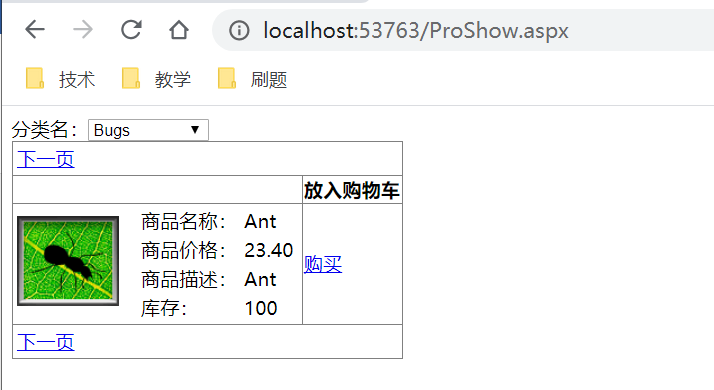 localhost:53763/ProShow.aspx
技术 教学 刷题
分类名：Bugs
下一页
放入购物车
商品名称： Ant
商品价格： 23.40
商品描述： Ant
库存： 100
购买
下一页